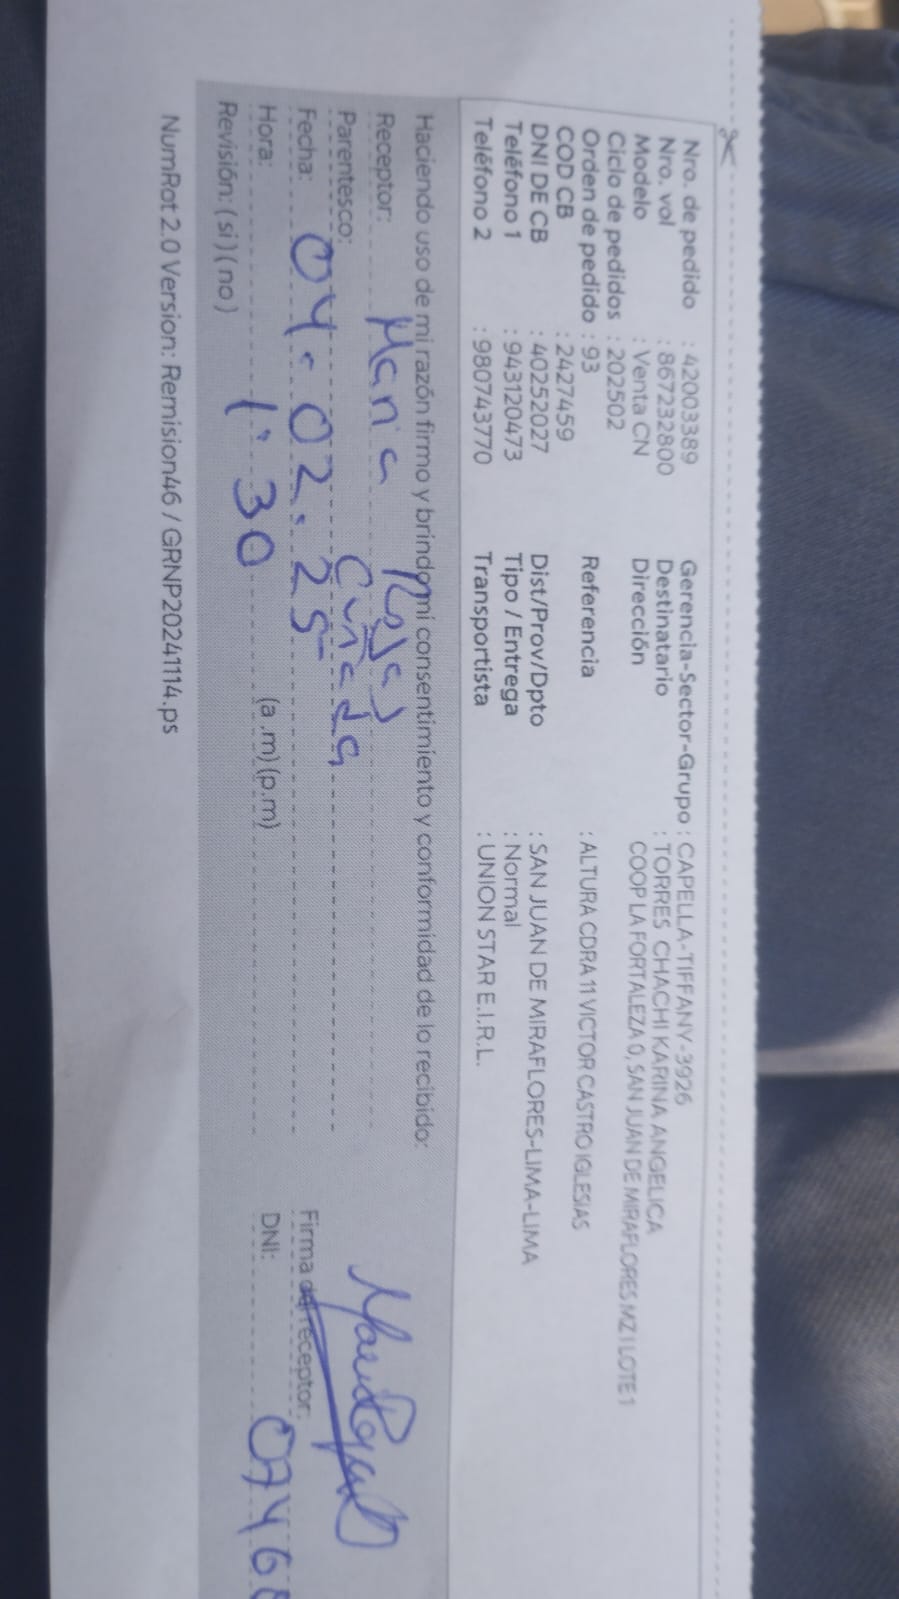 Nro. de pedido : 42003389
Nro. vol : 867232800
Modelo : Venta CN
Ciclo de pedidos : 202502
Orden de pedido : 93
COD CB : 2427459
DNI DE CB : 40252027
Teléfono 1 : 943120473
Teléfono 2 : 980743770
Gerencia-Sector-Grupo : CAPELLA-TIFFANY-3926
Destinatario : TORRES CHACHI KARINA ANGELICA
Dirección COOP LA FORTALEZA 0, SAN JUAN DE MIRAFLORES MZ I LOTE 1
Referencia : ALTURA CDRA 11 VICTOR CASTRO IGLESIAS
Dist/Prov/Dpto : SAN JUAN DE MIRAFLORES-LIMA-LIMA
Tipo / Entrega : Normal
Transportista : UNION STAR E.I.R.L.
Haciendo uso de mi razón firmo y brindo mi consentimiento y conformidad de lo recibido:
Receptor: Maria Rojas
Parentesco: Cuñada
Fecha: 04.02.25
Hora: 1:30 (a.m) (p.m)
Revisión: (si) (no)
Firma del receptor:
DNI: 0746
NumRot 2.0 Version: Remision46 / GRNP20241114.ps